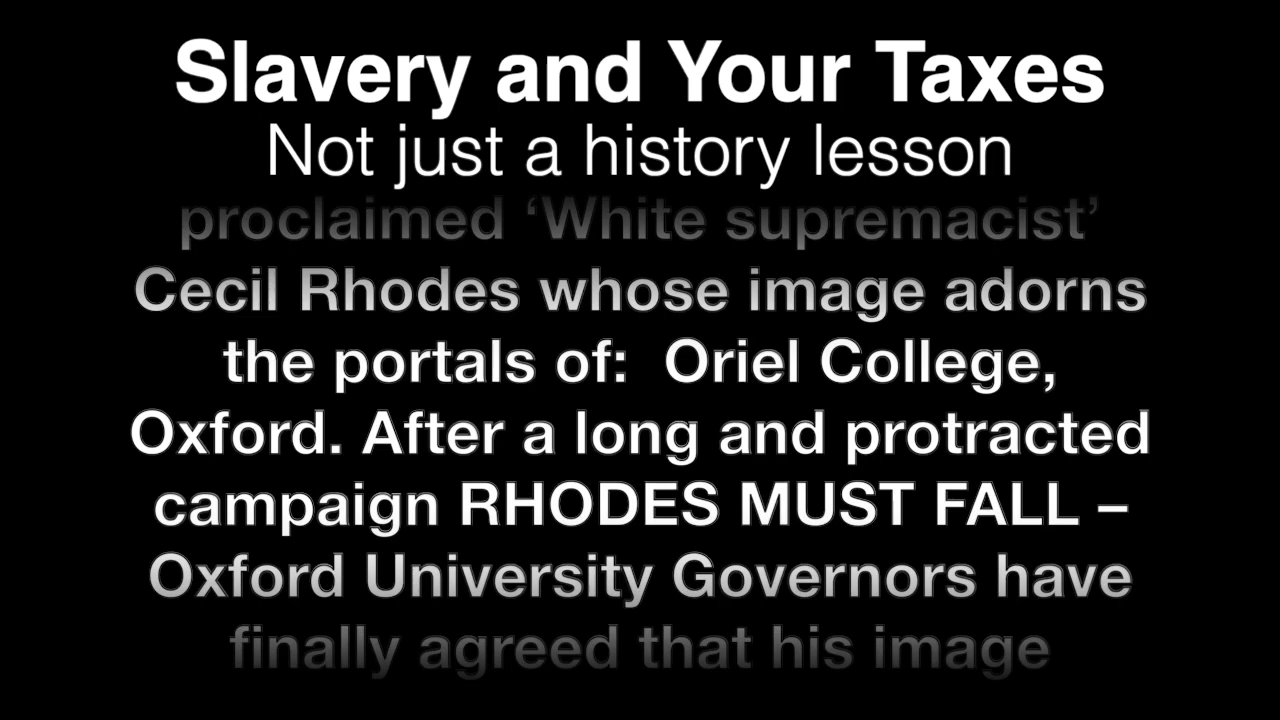 Slavery and Your Taxes
Not just a history lesson
proclaimed ‘White supremacist’
Cecil Rhodes whose image adorns
the portals of:  Oriel College,
Oxford. After a long and protracted
campaign RHODES MUST FALL –
Oxford University Governors have
finally agreed that his image